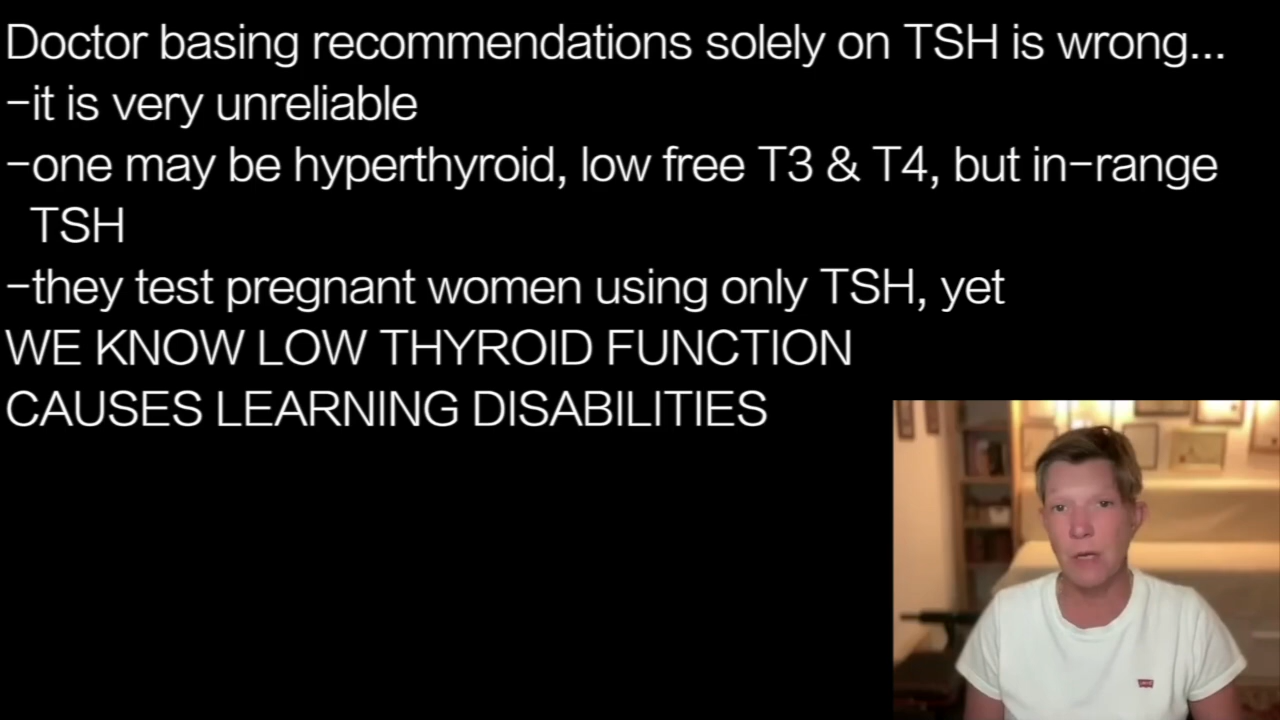 Doctor basing recommendations solely on TSH is wrong...
-it is very unreliable
-one may be hyperthyroid, low free T3 & T4, but in-range
TSH
-they test pregnant women using only TSH, yet
WE KNOW LOW THYROID FUNCTION
CAUSES LEARNING DISABILITIES